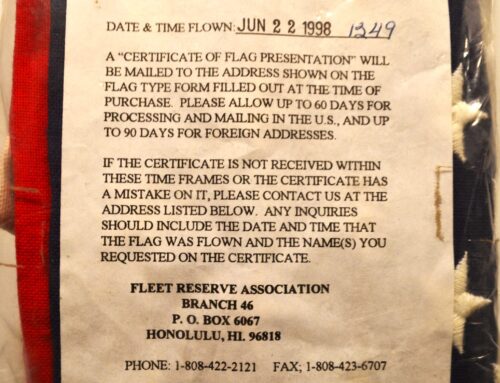 DATE & TIME FLOWN: JUN 22 1998 1349
A "CERTIFICATE OF FLAG PRESENTATION" WILL
BE MAILED TO THE ADDRESS SHOWN ON THE
FLAG TYPE FORM FILLED OUT AT THE TIME OF
PURCHASE. PLEASE ALLOW UP TO 60 DAYS FOR
PROCESSING AND MAILING IN THE U.S., AND UP
TO 90 DAYS FOR FOREIGN ADDRESSES.
IF THE CERTIFICATE IS NOT RECEIVED WITHIN
THESE TIME FRAMES OR THE CERTIFICATE HAS
A MISTAKE ON IT, PLEASE CONTACT US AT THE
ADDRESS LISTED BELOW. ANY INQUIRIES
SHOULD INCLUDE THE DATE AND TIME THAT
THE FLAG WAS FLOWN AND THE NAME(S) YOU
REQUESTED ON THE CERTIFICATE.
FLEET RESERVE ASSOCIATION
BRANCH 46
P. O. BOX 6067
HONOLULU, HI. 96818
PHONE: 1-808-422-2121 FAX; 1-808-423-6707